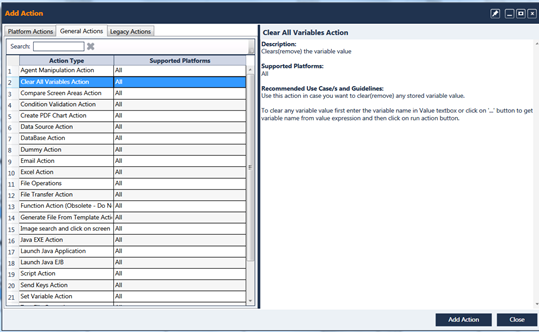 Add Action
Platform Actions General Actions Legacy Actions
Search:
Action Type Supported Platforms
1 Agent Manipulation Action All
2 Clear All Variables Action All
3 Compare Screen Areas Action All
4 Condition Validation Action All
5 Create PDF Chart Action All
6 Data Source Action All
7 DataBase Action All
8 Dummy Action All
9 Email Action All
10 Excel Action All
11 File Operations All
12 File Transfer Action All
13 Function Action (Obsolete - Do N All
14 Generate File From Template Actio All
15 Image search and click on screen All
16 Java EXE Action All
17 Launch Java Application All
18 Launch Java EJB All
19 Script Action All
20 Send Keys Action All
21 Set Variable Action All
Clear All Variables Action
Description:
Clears(remove) the variable value
Supported Platforms:
All
Recommended Use Case/s and Guidelines:
Use this action in case you want to clear(remove) any stored variable value.
To clear any variable value first enter the variable name in Value textbox or click on '...' button to get
variable name from value expression and then click on run action button.
Add Action Close